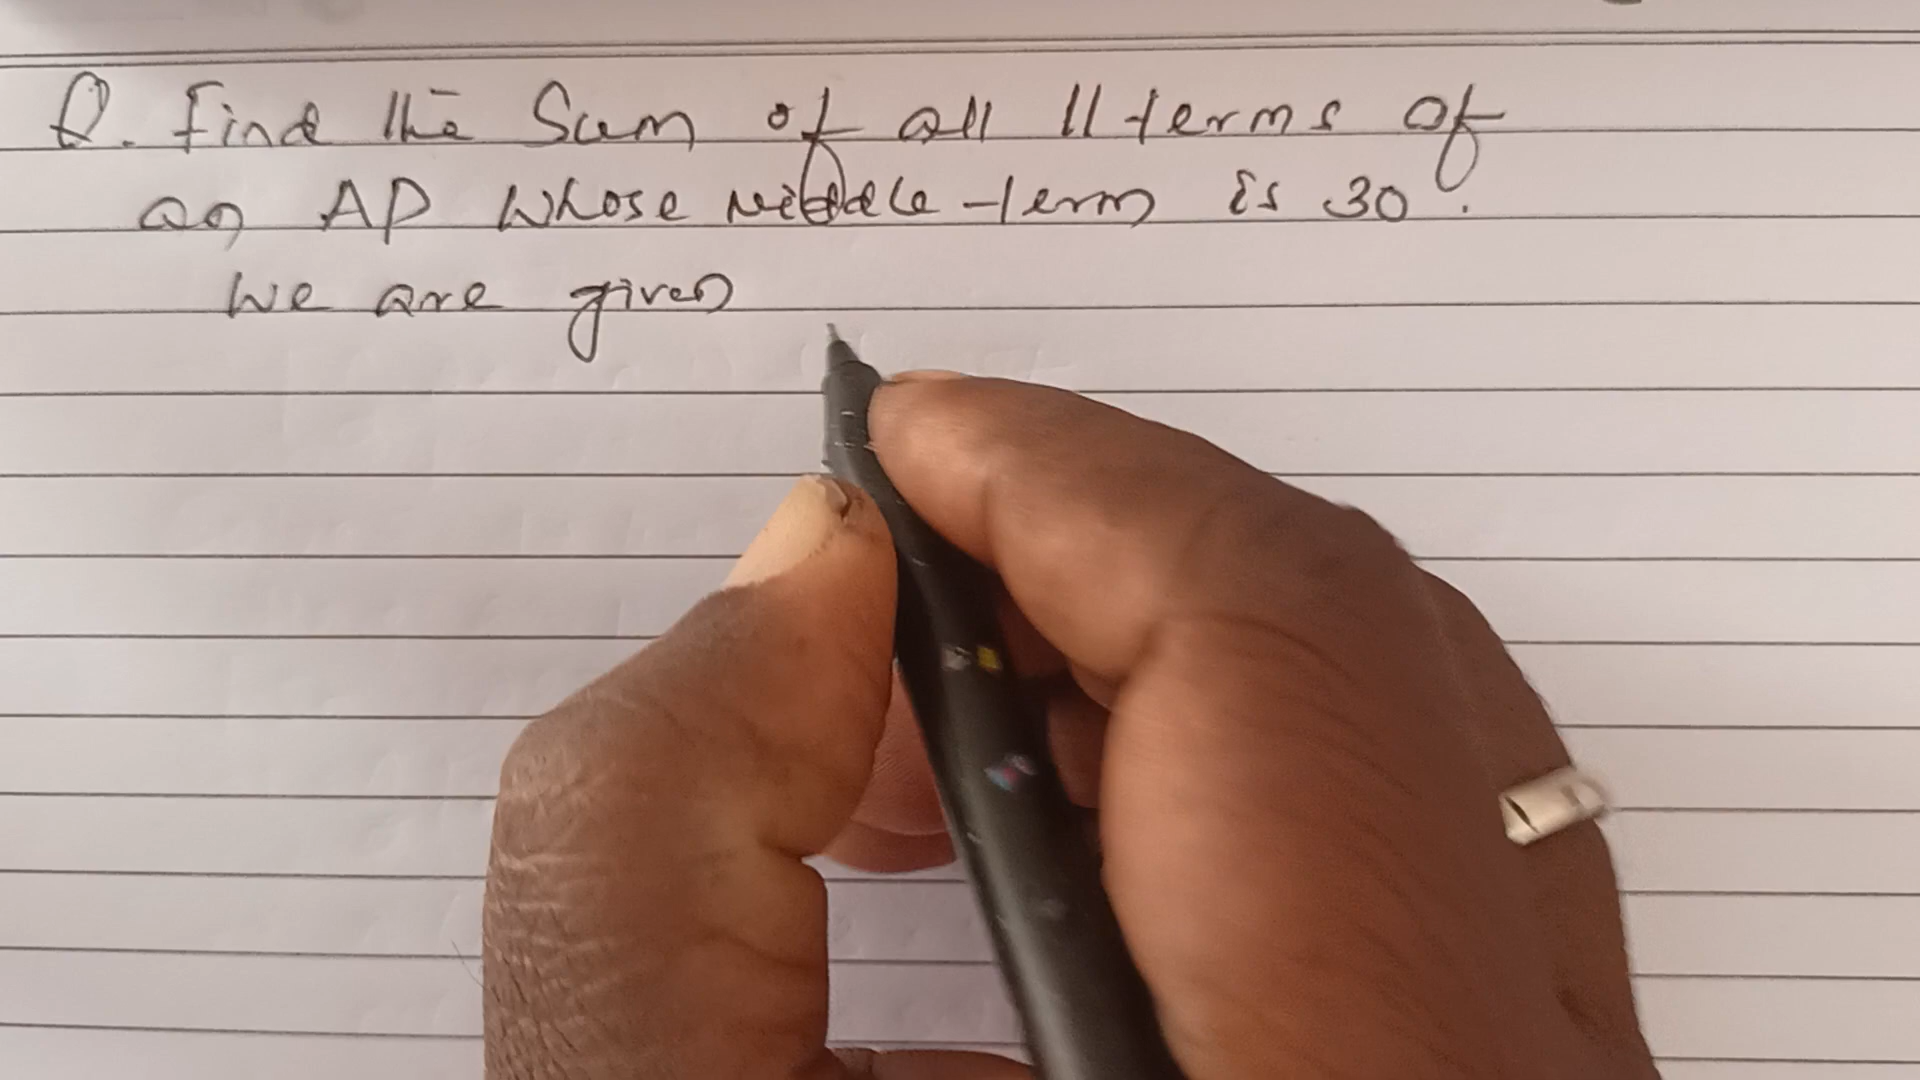 Q. Find the Sum of all 11 terms of
an AP whose middle term is 30.
We are given